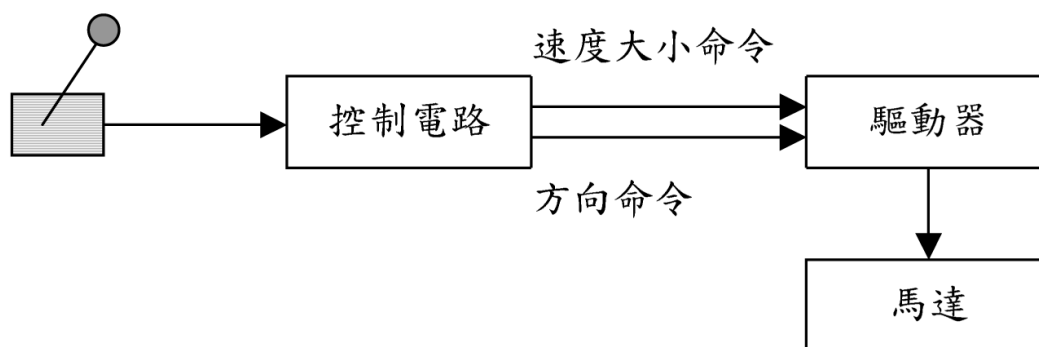 速度大小命令
控制電路
驅動器
方向命令
馬達